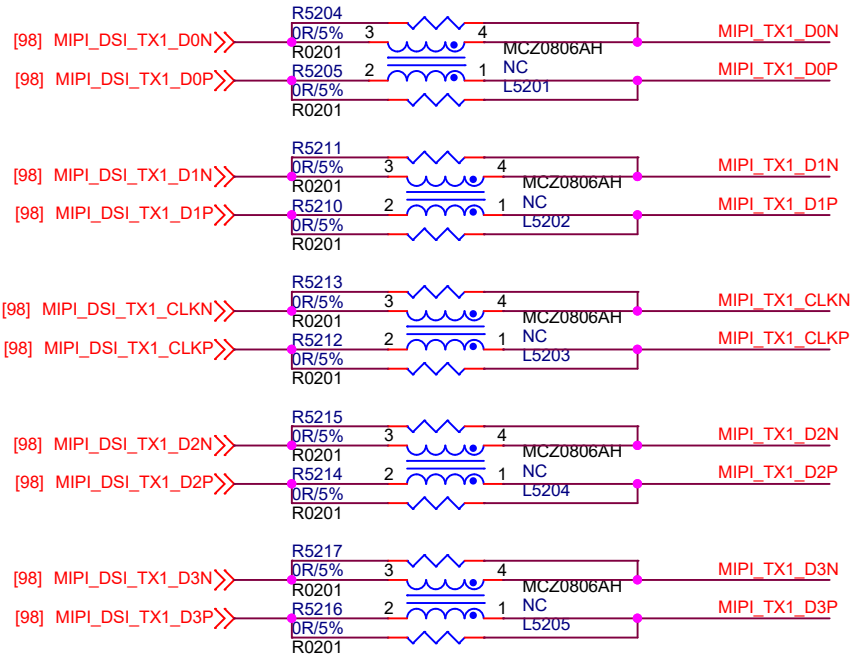 R5204
0R/5% 3 4
[98] MIPI_DSI_TX1_D0N MIPI_TX1_D0N
R0201 MCZ0806AH
R5205 2 1 NC
[98] MIPI_DSI_TX1_D0P MIPI_TX1_D0P
0R/5% L5201
R0201
R5211
0R/5% 3 4
[98] MIPI_DSI_TX1_D1N MIPI_TX1_D1N
R0201 MCZ0806AH
R5210 2 1 NC
[98] MIPI_DSI_TX1_D1P MIPI_TX1_D1P
0R/5% L5202
R0201
R5213
0R/5% 3 4
[98] MIPI_DSI_TX1_CLKN MIPI_TX1_CLKN
R0201 MCZ0806AH
R5212 2 1 NC
[98] MIPI_DSI_TX1_CLKP MIPI_TX1_CLKP
0R/5% L5203
R0201
R5215
0R/5% 3 4
[98] MIPI_DSI_TX1_D2N MIPI_TX1_D2N
R0201 MCZ0806AH
R5214 2 1 NC
[98] MIPI_DSI_TX1_D2P MIPI_TX1_D2P
0R/5% L5204
R0201
R5217
0R/5% 3 4
[98] MIPI_DSI_TX1_D3N MIPI_TX1_D3N
R0201 MCZ0806AH
R5216 2 1 NC
[98] MIPI_DSI_TX1_D3P MIPI_TX1_D3P
0R/5% L5205
R0201